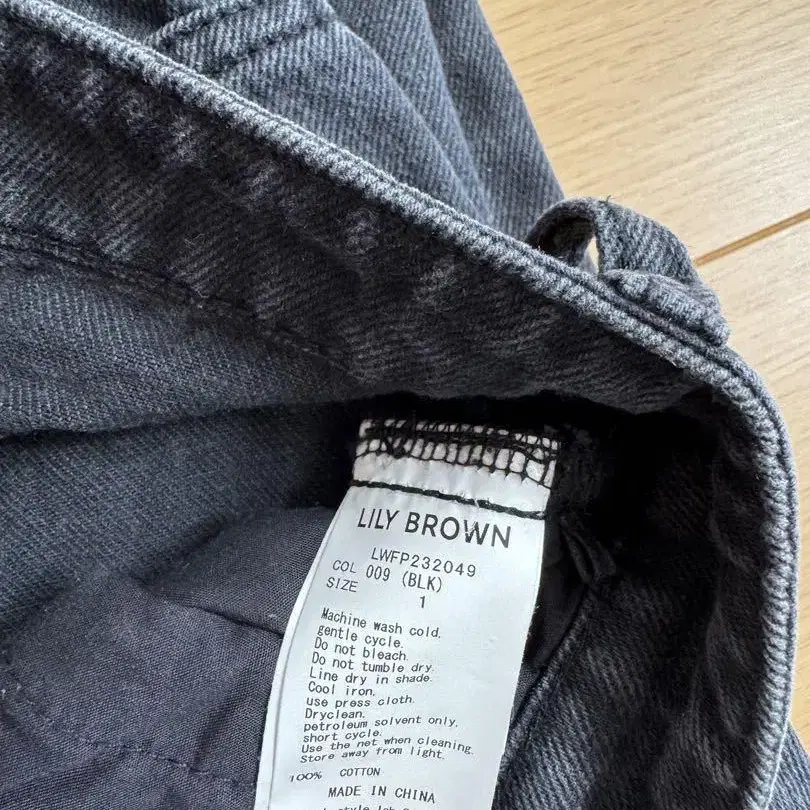 LILY BROWN
LWFP232049
COL 009 (BLK)
SIZE 1
Machine wash cold,
gentle cycle.
Do not bleach.
Do not tumble dry.
Line dry in shade.
Cool iron,
use press cloth.
Dryclean,
petroleum solvent only,
short cycle.
Use the net when cleaning.
Store away from light.
100% COTTON
MADE IN CHINA